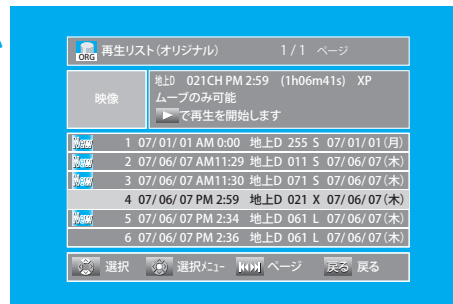 ORG 再生リスト(オリジナル) 1/1 ページ
映像
地上D 021CH PM 2:59 (1h06m41s) XP
ムーブのみ可能
で再生を開始します
New 1 07/01/01 AM 0:00 地上D 255 S 07/01/01(月)
New 2 07/06/07 AM11:29 地上D 011 S 07/06/07(木)
New 3 07/06/07 AM11:30 地上D 071 S 07/06/07(木)
4 07/06/07 PM 2:59 地上D 021 X 07/06/07(木)
New 5 07/06/07 PM 2:34 地上D 061 L 07/06/07(木)
6 07/06/07 PM 2:36 地上D 061 L 07/06/07(木)
選択 選択メニュー ページ 戻る 戻る